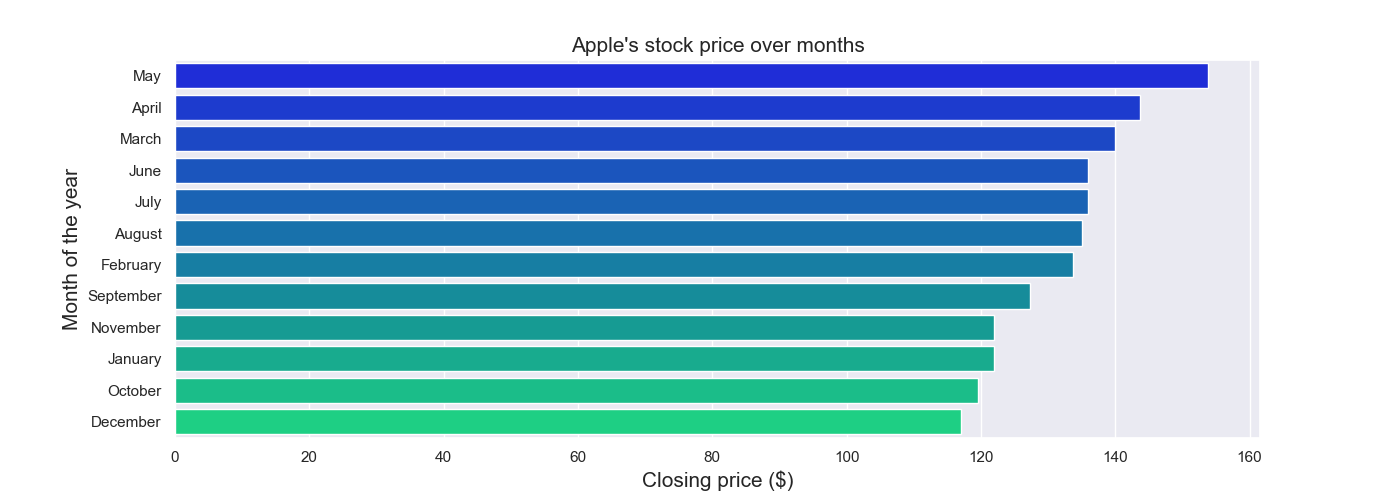 Apple's stock price over months
Month of the year
May
April
March
June
July
August
February
September
November
January
October
December
0 20 40 60 80 100 120 140 160
Closing price ($)